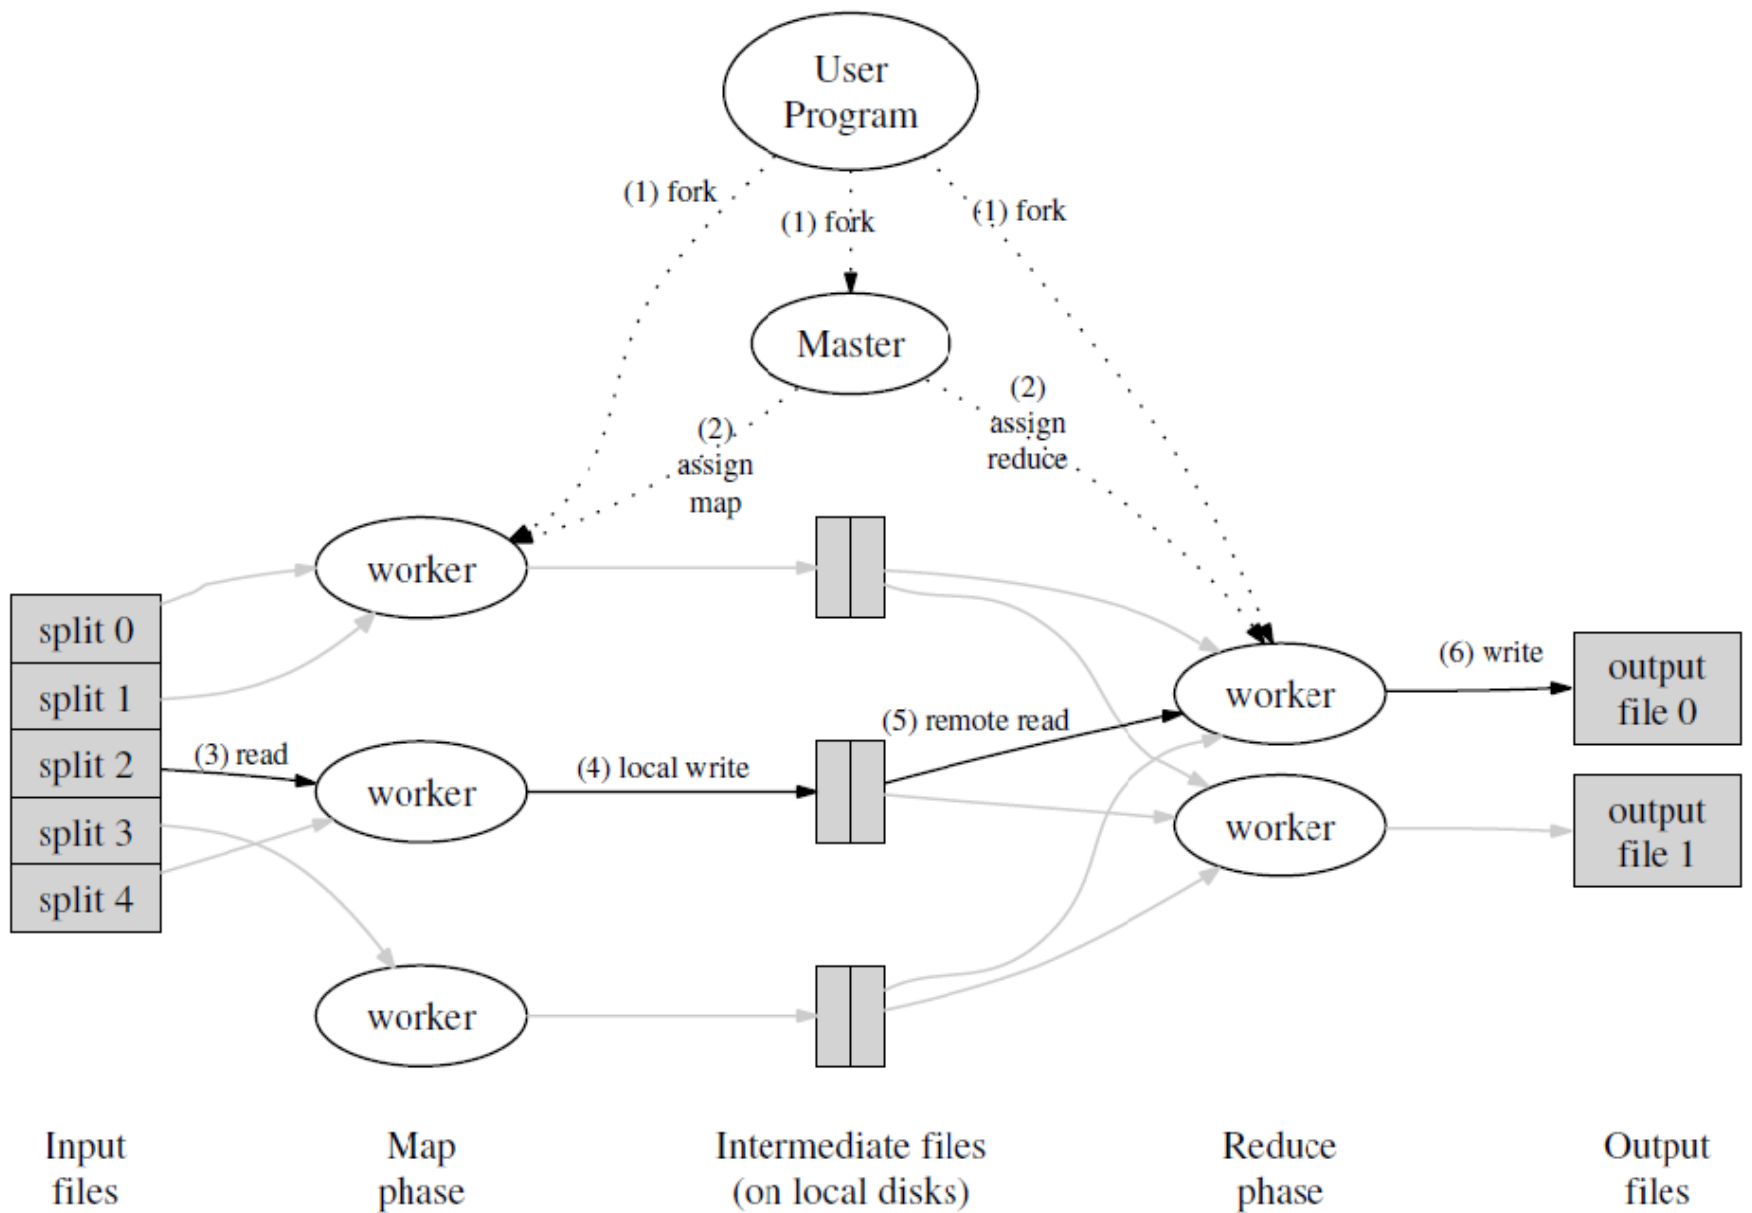 User
Program
(1) fork
(1) fork
(1) fork
Master
(2)
assign
map
(2)
assign
reduce
worker
worker
worker
split 0
split 1
split 2
split 3
split 4
(3) read
(4) local write
(5) remote read
worker
worker
(6) write
output
file 0
output
file 1
Input
files
Map
phase
Intermediate files
(on local disks)
Reduce
phase
Output
files